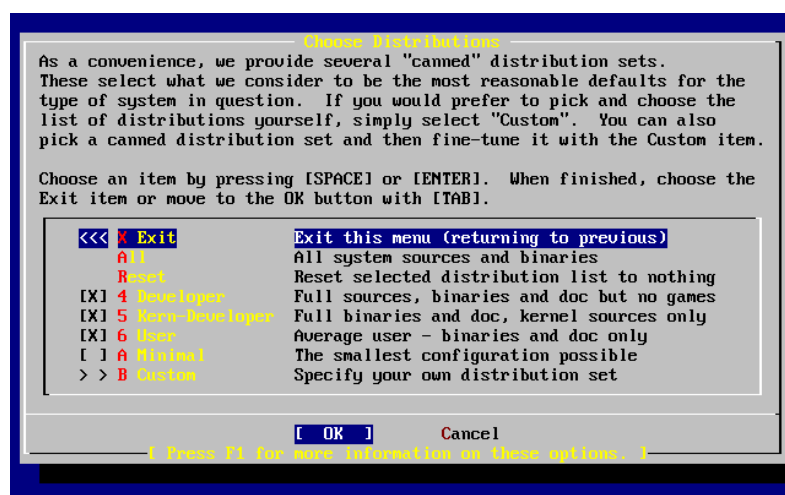 Choose Distributions
As a convenience, we provide several "canned" distribution sets.
These select what we consider to be the most reasonable defaults for the
type of system in question.  If you would prefer to pick and choose the
list of distributions yourself, simply select "Custom".  You can also
pick a canned distribution set and then fine-tune it with the Custom item.
Choose an item by pressing [SPACE] or [ENTER].  When finished, choose the
Exit item or move to the OK button with [TAB].
<<< X Exit Exit this menu (returning to previous)
All All system sources and binaries
Reset Reset selected distribution list to nothing
[X] 4 Developer Full sources, binaries and doc but no games
[X] 5 Kern-Developer Full binaries and doc, kernel sources only
[X] 6 User Average user - binaries and doc only
[ ] A Minimal The smallest configuration possible
> > B Custom Specify your own distribution set
[ OK ] Cancel
[ Press F1 for more information on these options. ]